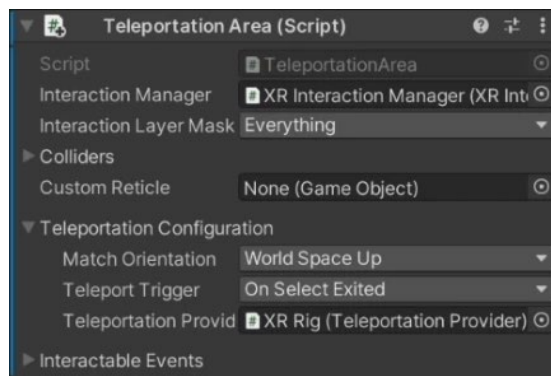 Teleportation Area (Script)
Script TeleportationArea
Interaction Manager XR Interaction Manager (XR Int
Interaction Layer Mask Everything
Colliders
Custom Reticle None (Game Object)
Teleportation Configuration
Match Orientation World Space Up
Teleport Trigger On Select Exited
Teleportation Provid XR Rig (Teleportation Provider)
Interactable Events